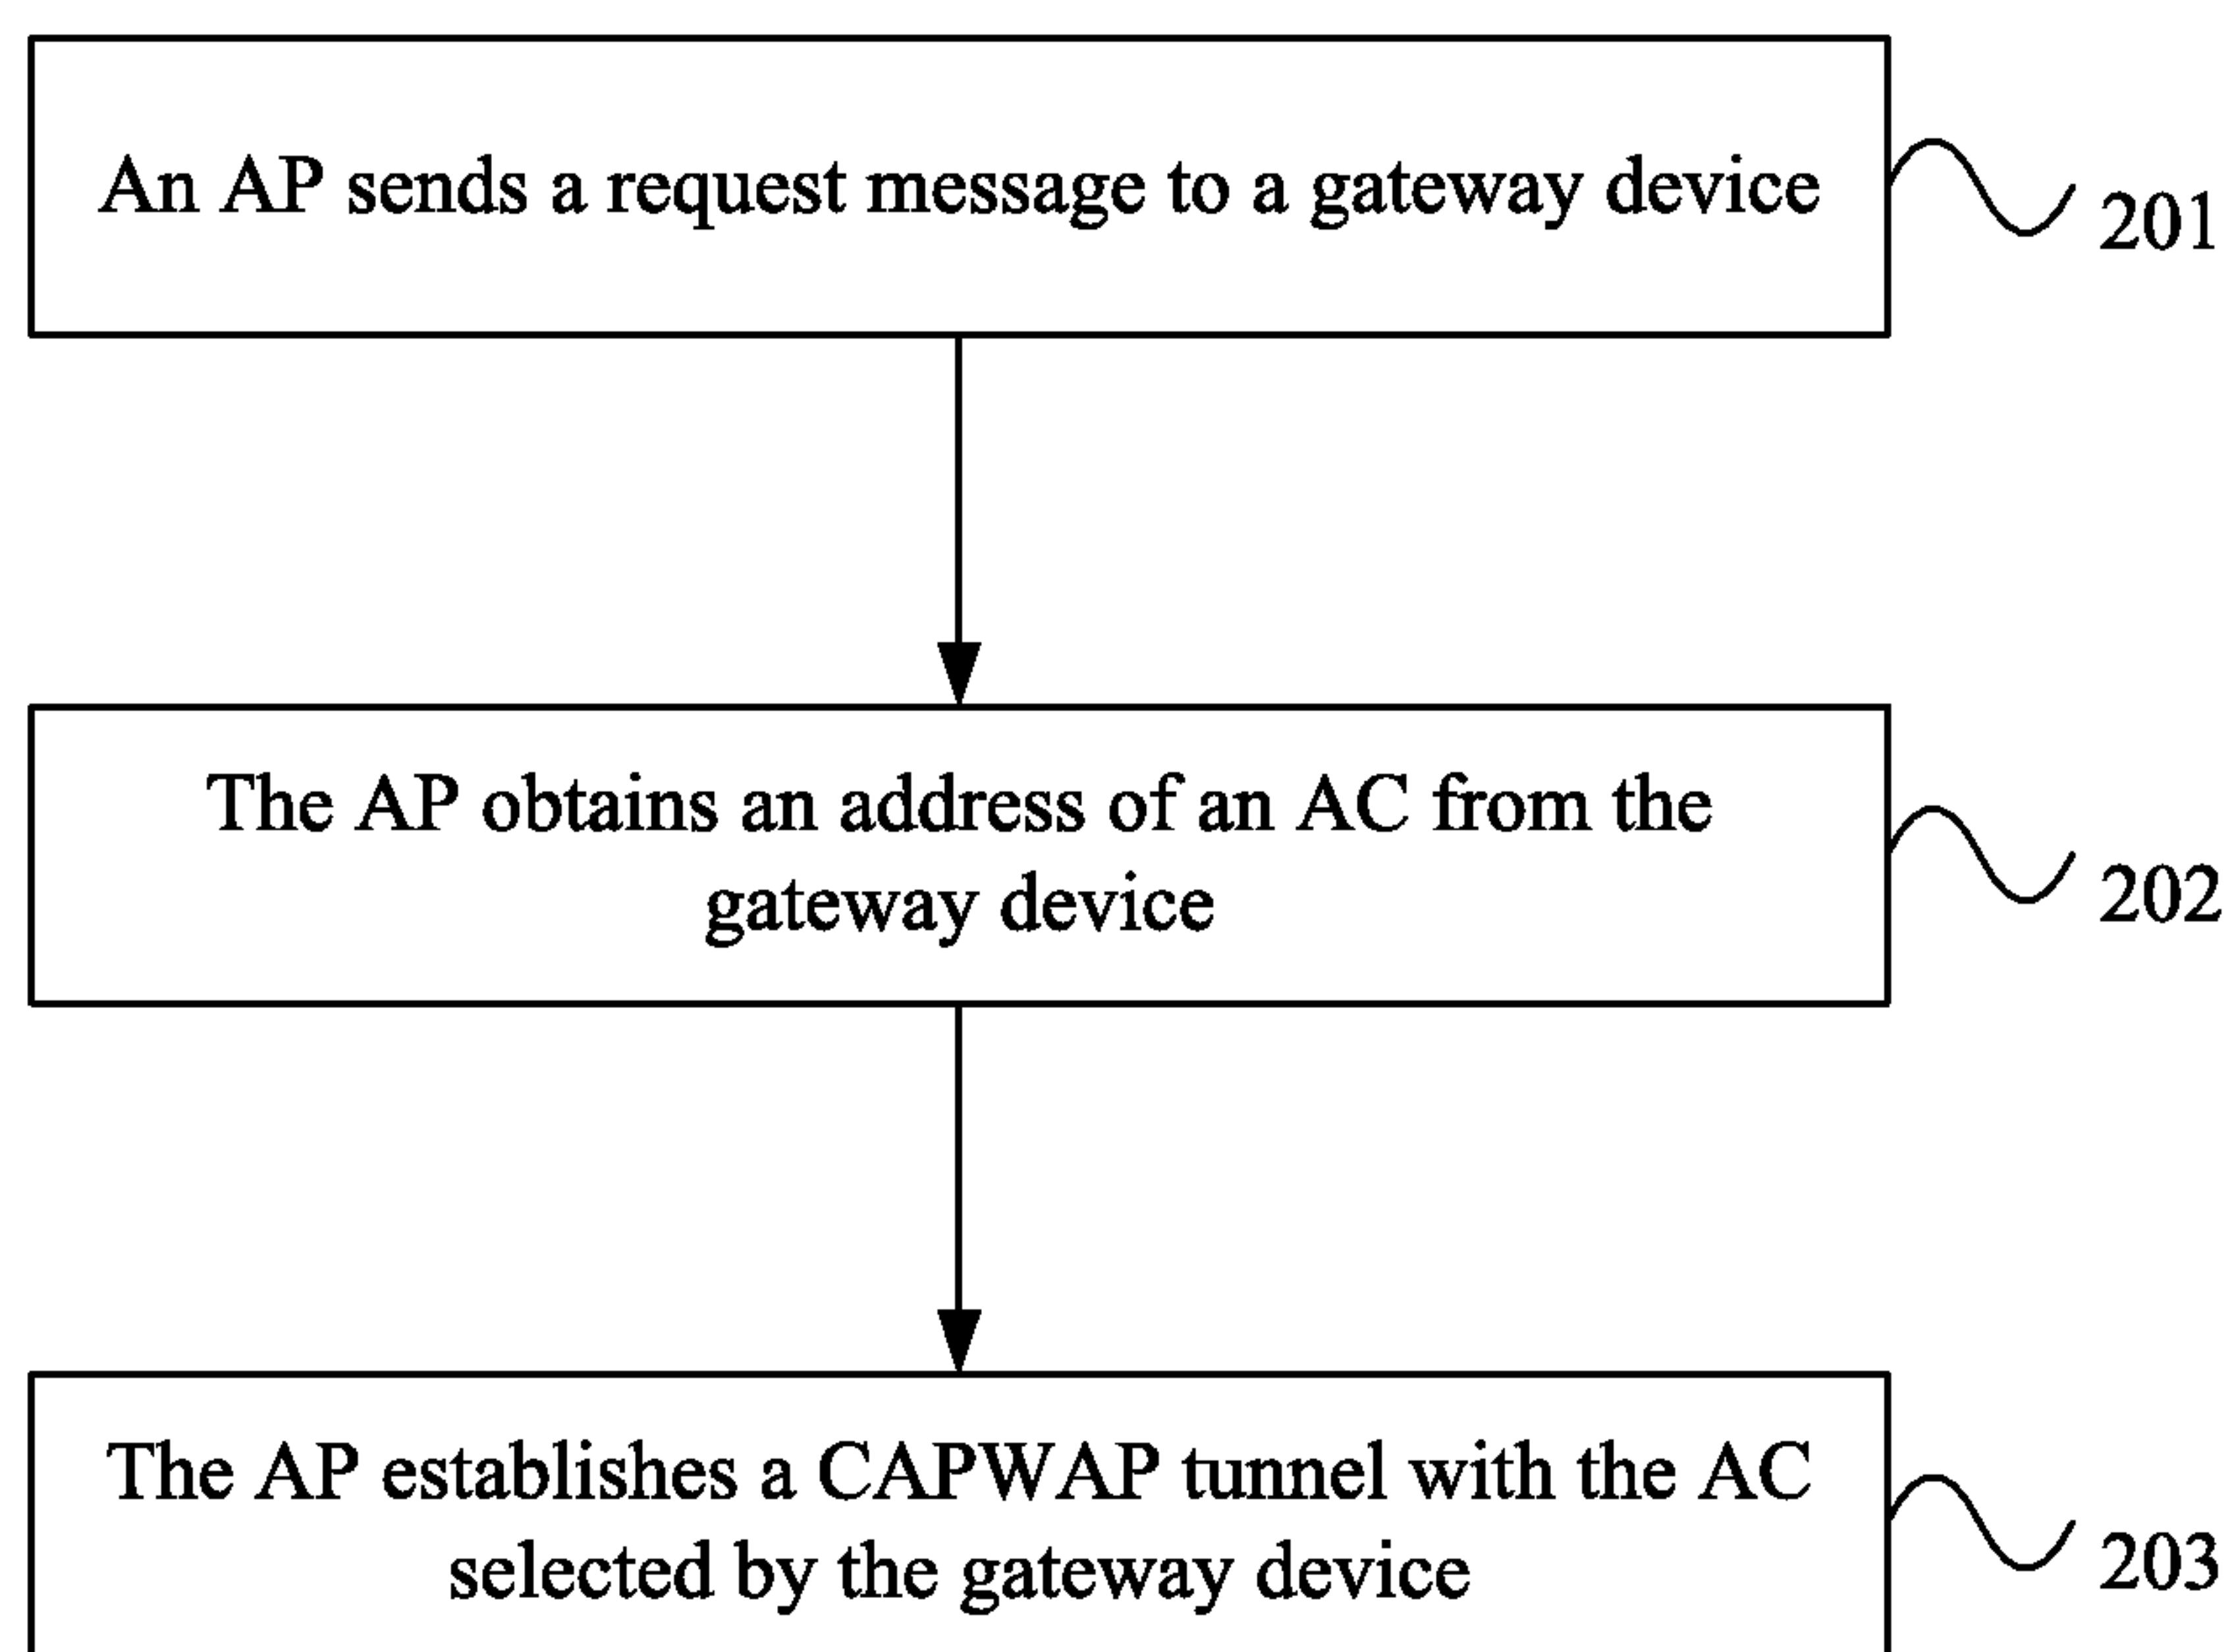 An AP sends a request message to a gateway device
201
The AP obtains an address of an AC from the
gateway device
202
The AP establishes a CAPWAP tunnel with the AC
selected by the gateway device
203